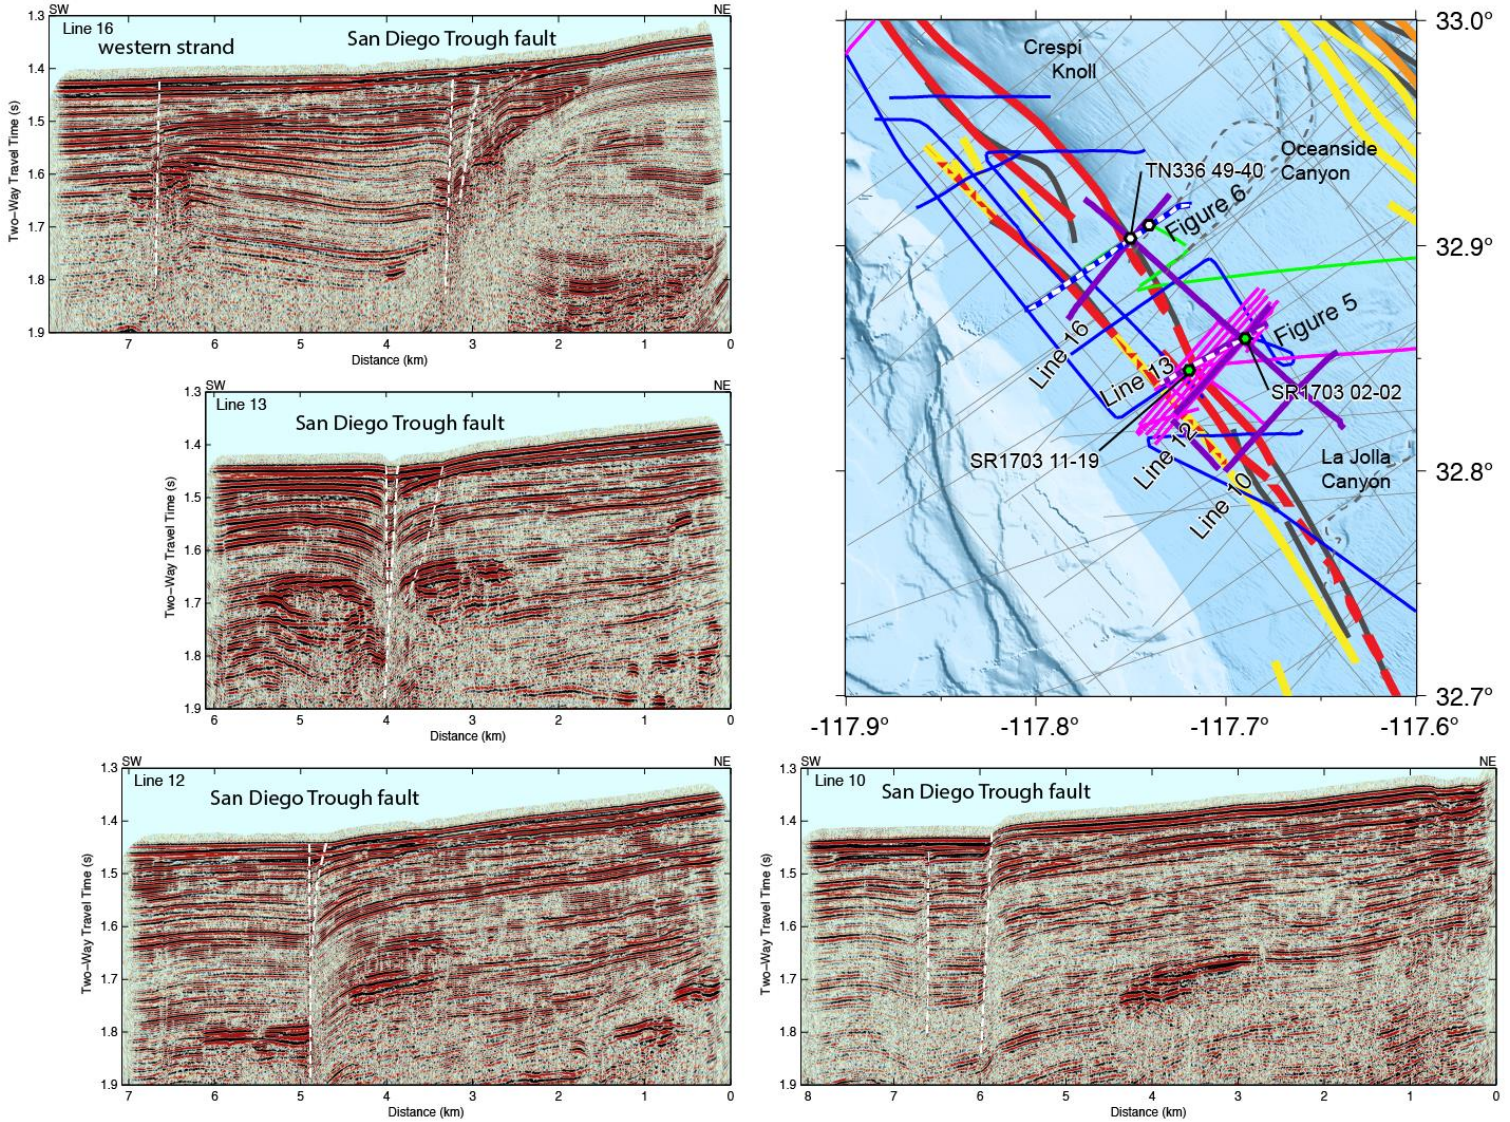 SW
NE
Line 16
western strand
San Diego Trough fault
1.3
1.4
1.5
1.6
1.7
1.8
1.9
Two-Way Travel Time (s)
7
6
5
4
3
2
1
0
Distance (km)
33.0°
32.9°
32.8°
32.7°
-117.9°
-117.8°
-117.7°
-117.6°
Crespi
Knoll
Oceanside
Canyon
TN336 49-40
Figure 6
Figure 5
Line 16
Line 13
SR1703 02-02
SR1703 11-19
Line 12
Line 10
La Jolla
Canyon
SW
NE
Line 13
San Diego Trough fault
1.3
1.4
1.5
1.6
1.7
1.8
1.9
Two-Way Travel Time (s)
6
5
4
3
2
1
0
Distance (km)
SW
NE
Line 12
San Diego Trough fault
1.3
1.4
1.5
1.6
1.7
1.8
1.9
Two-Way Travel Time (s)
7
6
5
4
3
2
1
0
Distance (km)
SW
NE
Line 10
San Diego Trough fault
1.3
1.4
1.5
1.6
1.7
1.8
1.9
Two-Way Travel Time (s)
8
7
6
5
4
3
2
1
0
Distance (km)